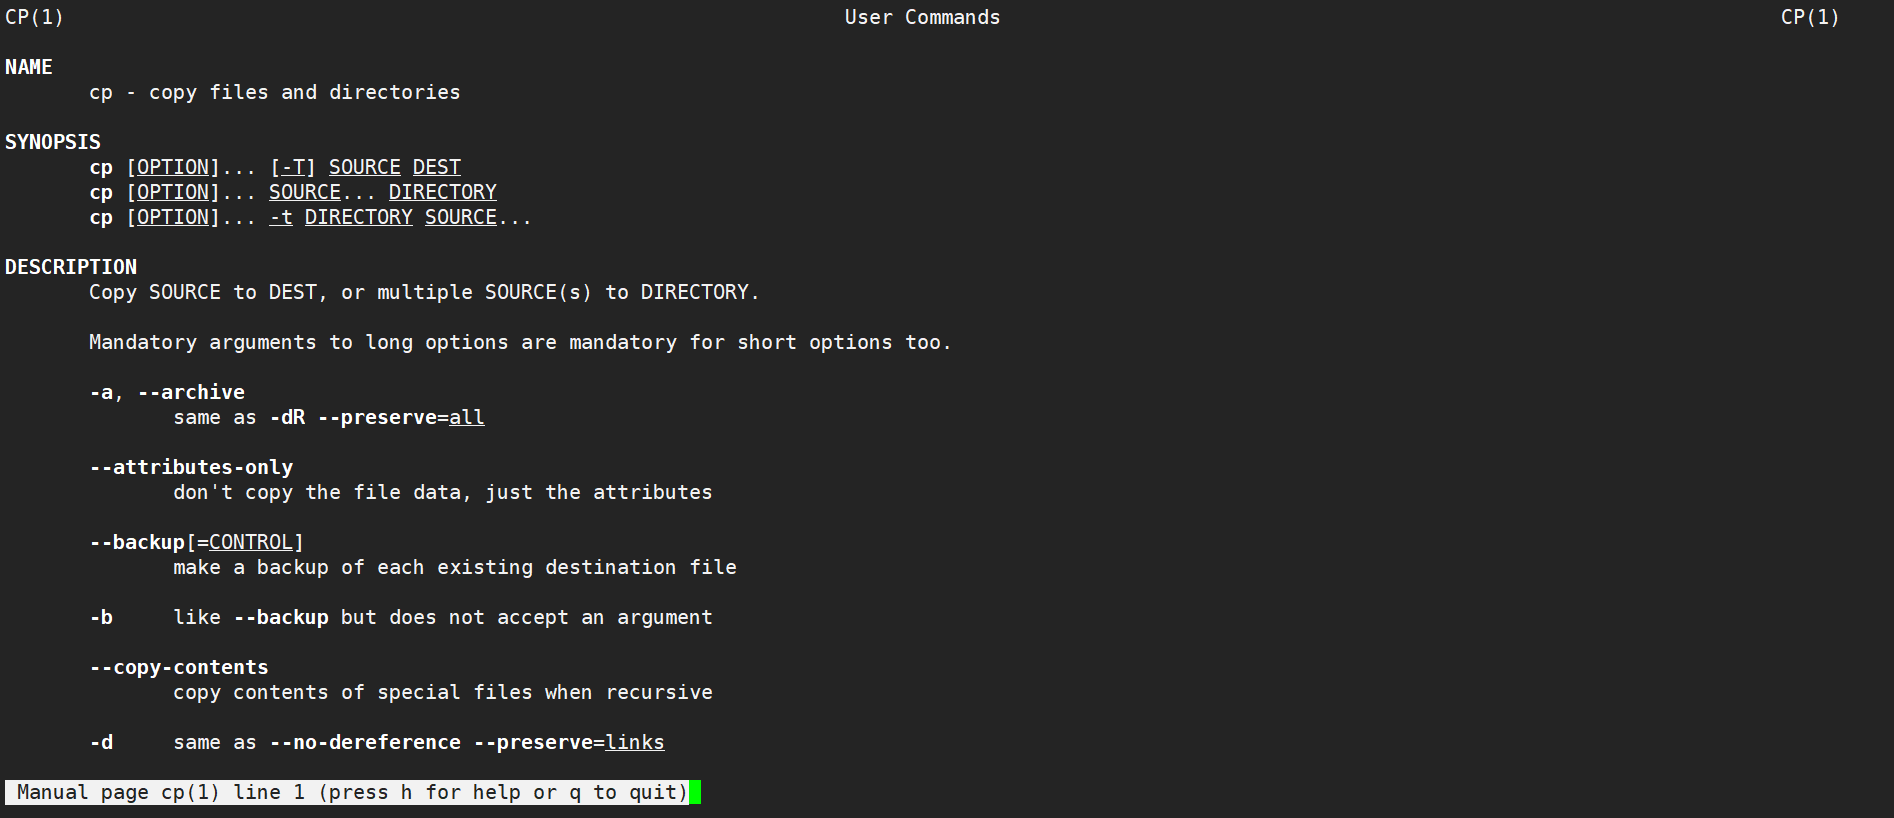 CP(1) User Commands CP(1)
NAME
cp - copy files and directories
SYNOPSIS
cp [OPTION]... [-T] SOURCE DEST
cp [OPTION]... SOURCE... DIRECTORY
cp [OPTION]... -t DIRECTORY SOURCE...
DESCRIPTION
Copy SOURCE to DEST, or multiple SOURCE(s) to DIRECTORY.
Mandatory arguments to long options are mandatory for short options too.
-a, --archive
same as -dR --preserve=all
--attributes-only
don't copy the file data, just the attributes
--backup[=CONTROL]
make a backup of each existing destination file
-b like --backup but does not accept an argument
--copy-contents
copy contents of special files when recursive
-d same as --no-dereference --preserve=links
Manual page cp(1) line 1 (press h for help or q to quit)